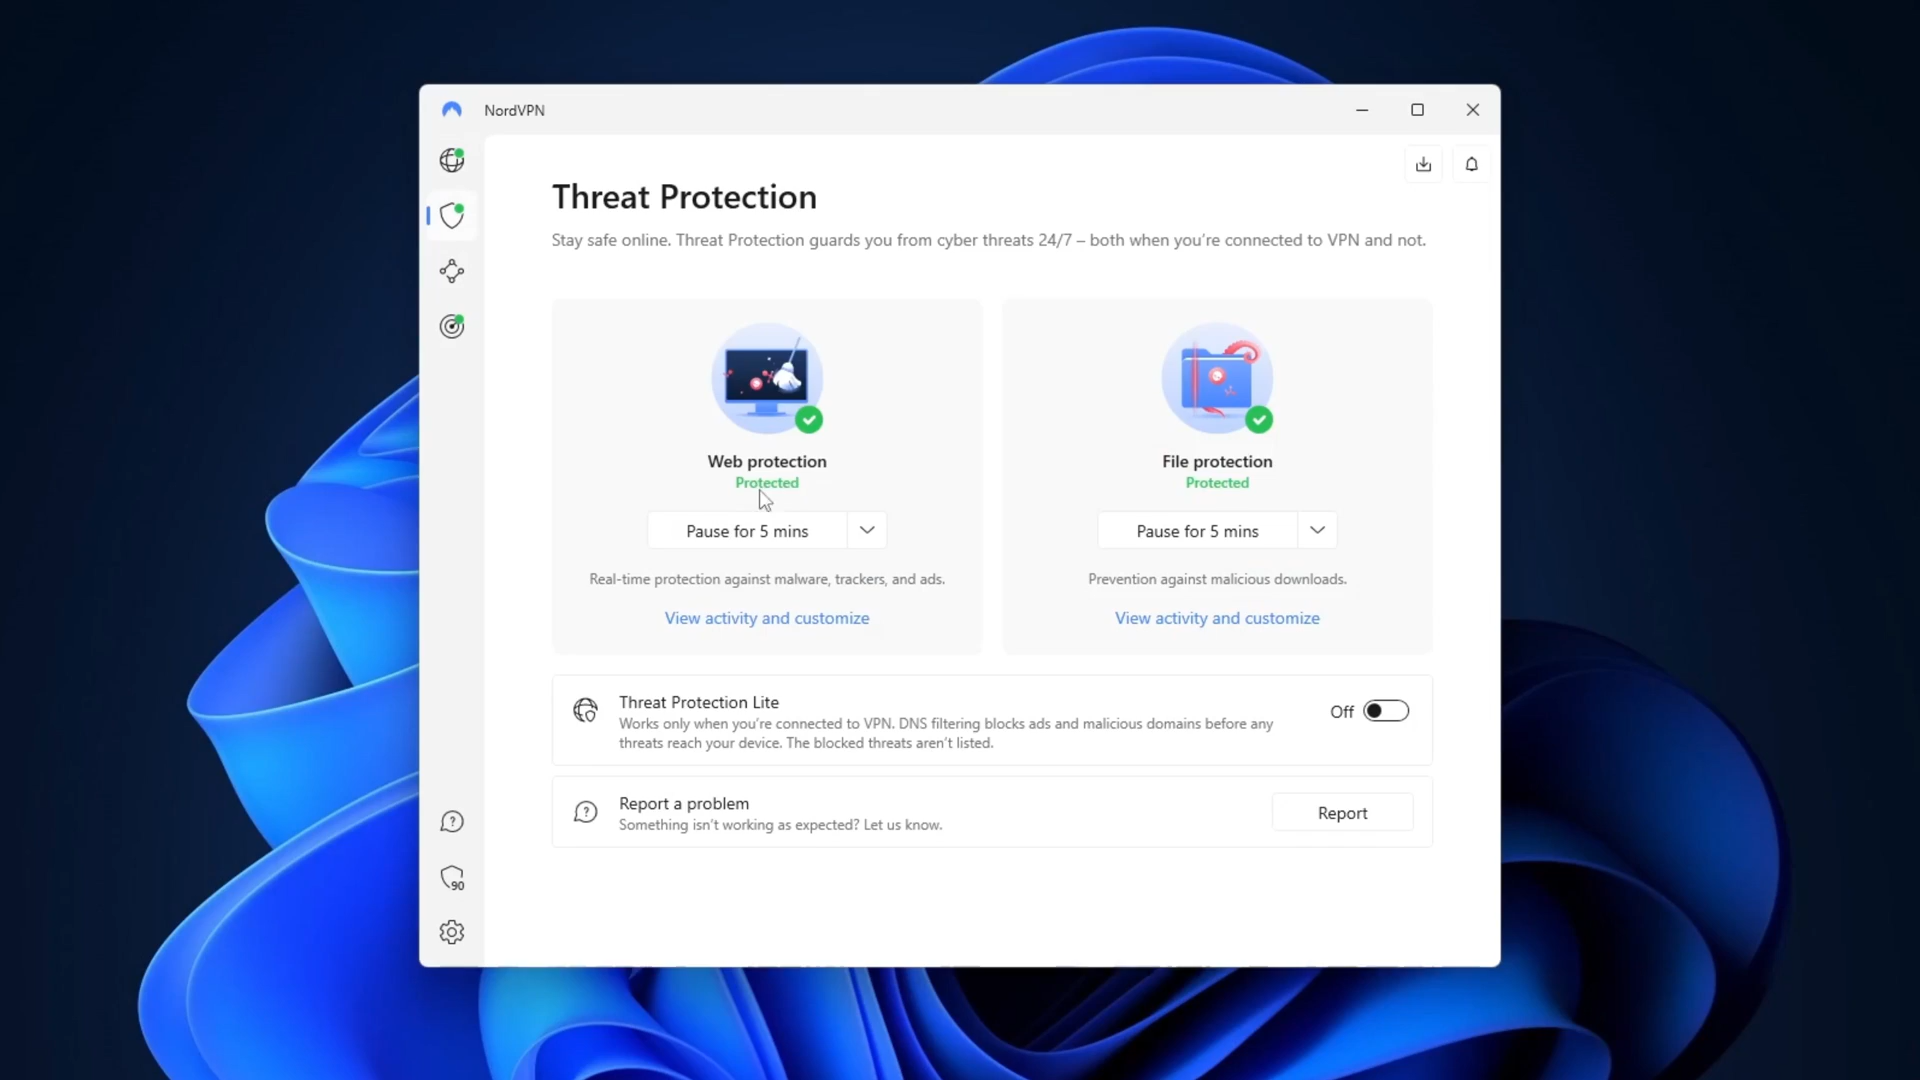 NordVPN
Threat Protection
Stay safe online. Threat Protection guards you from cyber threats 24/7 – both when you’re connected to VPN and not.
Web protection
Protected
Pause for 5 mins
Real-time protection against malware, trackers, and ads.
View activity and customize
File protection
Protected
Pause for 5 mins
Prevention against malicious downloads.
View activity and customize
Threat Protection Lite
Works only when you’re connected to VPN. DNS filtering blocks ads and malicious domains before any
threats reach your device. The blocked threats aren’t listed.
Off
Report a problem
Something isn’t working as expected? Let us know.
Report
90